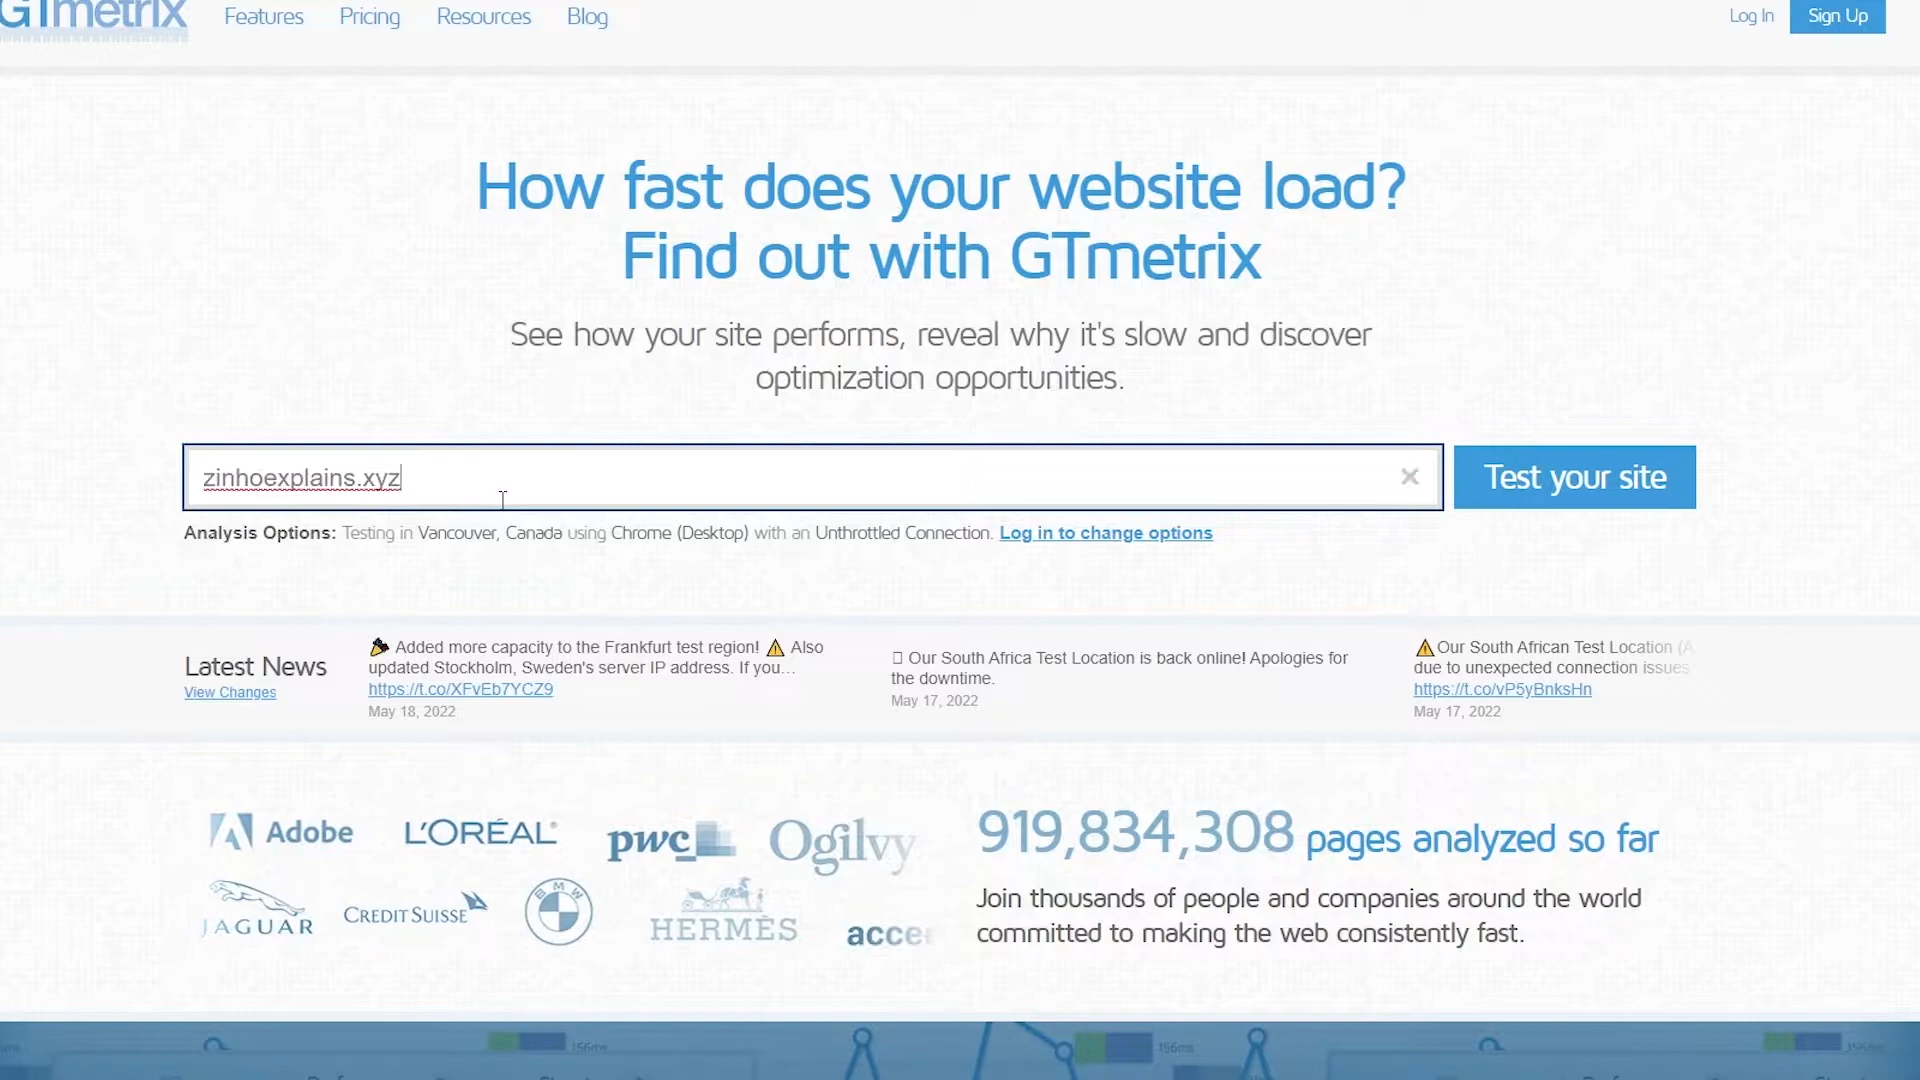 GTmetrix
Features Pricing Resources Blog
Log In Sign Up
How fast does your website load?
Find out with GTmetrix
See how your site performs, reveal why it's slow and discover
optimization opportunities.
zinhoexplains.xyz
Test your site
Analysis Options: Testing in Vancouver, Canada using Chrome (Desktop) with an Unthrottled Connection. Log in to change options
Latest News
View Changes
Added more capacity to the Frankfurt test region! ⚠ Also
updated Stockholm, Sweden's server IP address. If you...
https://t.co/XFvEb7YCZ9
May 18, 2022
Our South Africa Test Location is back online! Apologies for
the downtime.
May 17, 2022
⚠Our South African Test Location (A
due to unexpected connection issues
https://t.co/vP5yBnksHn
May 17, 2022
Adobe L'ORÉAL pwc Ogilvy
JAGUAR CREDIT SUISSE BMW HERMÈS acce
919,834,308 pages analyzed so far
Join thousands of people and companies around the world
committed to making the web consistently fast.
156ms 156ms